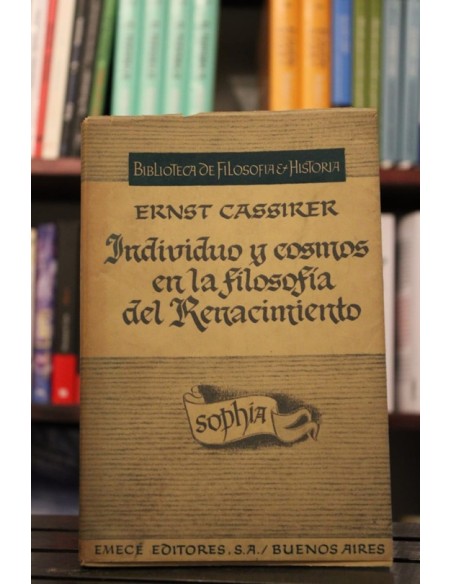 BIBLIOTECA DE FILOSOFIA & HISTORIA
ERNST CASSIRER
Individuo y cosmos
en la filosofía
del Renacimiento
sophia
EMECÉ EDITORES, S.A. / BUENOS AIRES